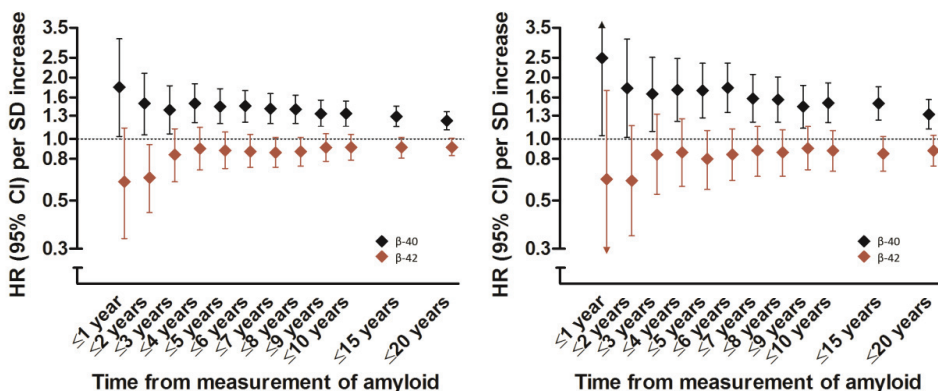 HR (95% CI) per SD increase
3.5
2.5
2.0
1.6
1.3
1.0
0.8
0.5
0.3
β-40
β-42
≤1 year
≤2 years
≤3 years
≤4 years
≤5 years
≤6 years
≤7 years
≤8 years
≤9 years
≤10 years
≤15 years
≤20 years
Time from measurement of amyloid
HR (95% CI) per SD increase
3.5
2.5
2.0
1.6
1.3
1.0
0.8
0.5
0.3
β-40
β-42
≤1 year
≤2 years
≤3 years
≤4 years
≤5 years
≤6 years
≤7 years
≤8 years
≤9 years
≤10 years
≤15 years
≤20 years
Time from measurement of amyloid